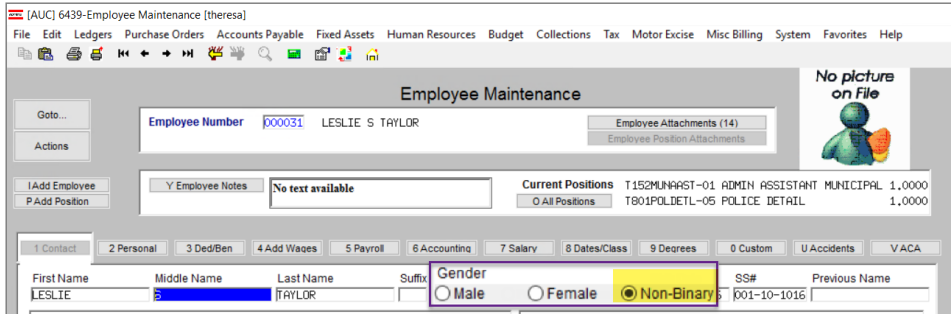 [AUC] 6439-Employee Maintenance [theresa]
File Edit Ledgers Purchase Orders Accounts Payable Fixed Assets Human Resources Budget Collections Tax Motor Excise Misc Billing System Favorites Help
No picture
on File
Employee Maintenance
Goto...
Employee Number 000031 LESLIE S TAYLOR
Employee Attachments (14)
Employee Position Attachments
Actions
I Add Employee
P Add Position
Y Employee Notes No text available
Current Positions T152MUNAAST-01 ADMIN ASSISTANT MUNICIPAL 1.0000
O All Positions T801POLDETL-05 POLICE DETAIL 1.0000
1 Contact 2 Personal 3 Ded/Ben 4 Add Wages 5 Payroll 6 Accounting 7 Salary 8 Dates/Class 9 Degrees 0 Custom U Accidents V ACA
First Name Middle Name Last Name Suffix Gender SS# Previous Name
LESLIE S TAYLOR Male Female Non-Binary 001-10-1016